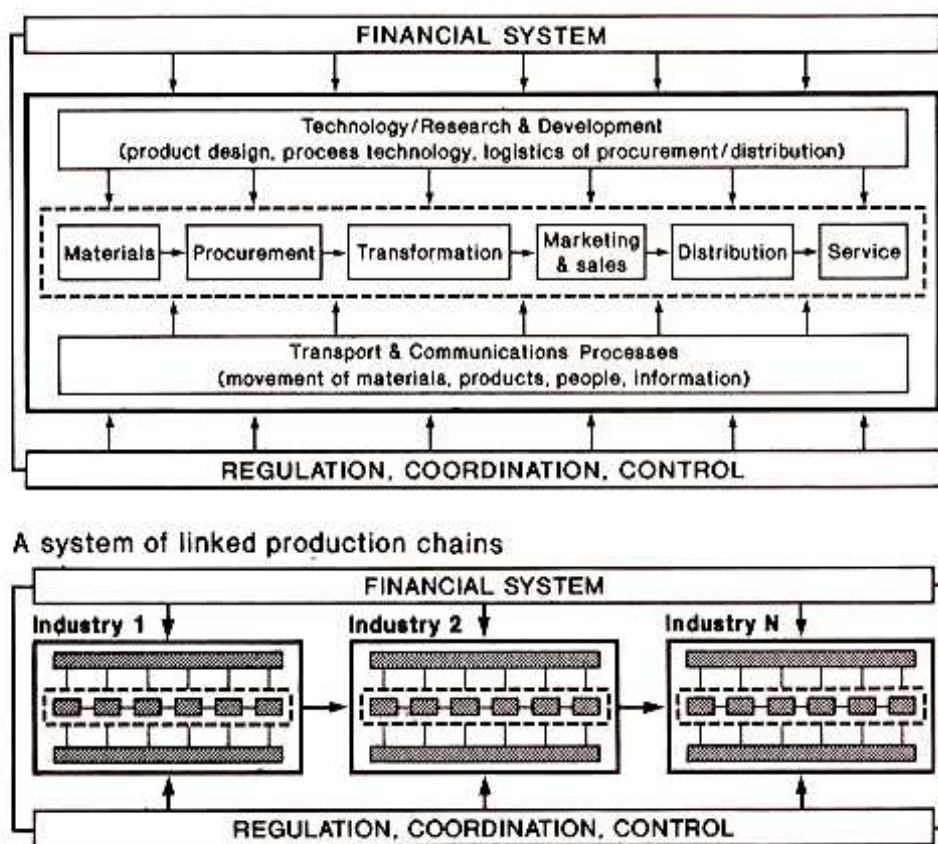 FINANCIAL SYSTEM
Technology/Research & Development
(product design, process technology, logistics of procurement/distribution)
Materials
Procurement
Transformation
Marketing
& sales
Distribution
Service
Transport & Communications Processes
(movement of materials, products, people, information)
REGULATION, COORDINATION, CONTROL
A system of linked production chains
FINANCIAL SYSTEM
Industry 1
Industry 2
Industry N
REGULATION, COORDINATION, CONTROL